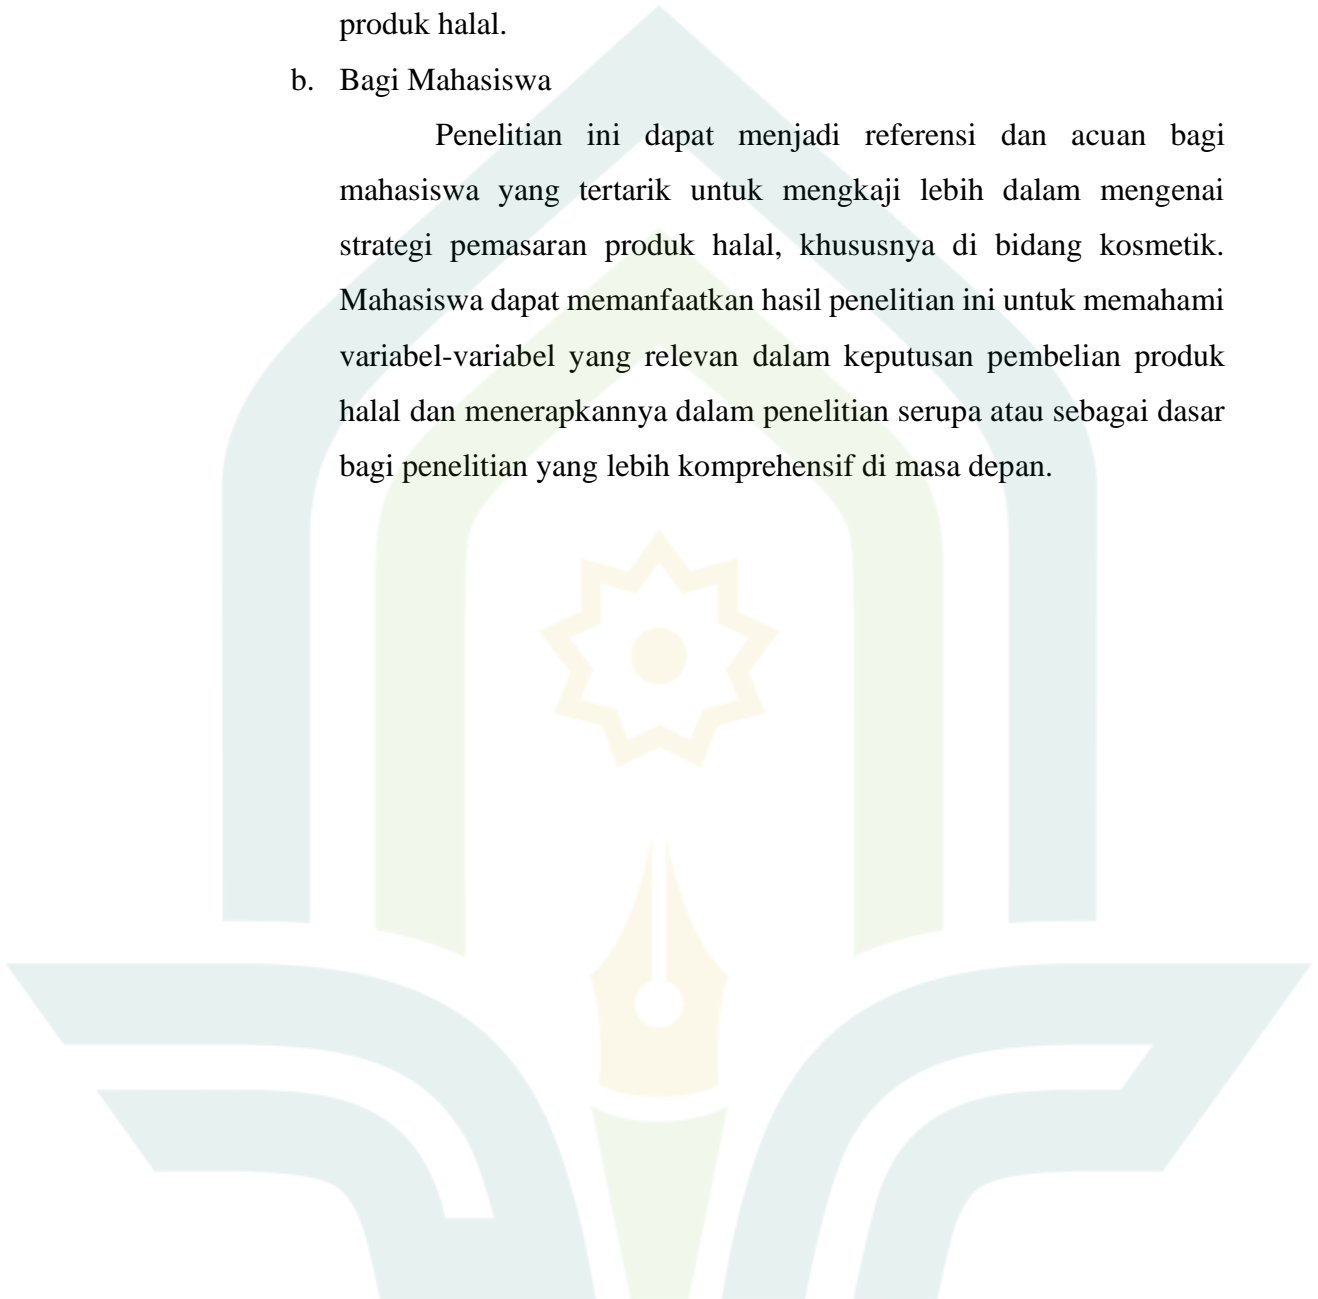 produk halal.
b. Bagi Mahasiswa
Penelitian ini dapat menjadi referensi dan acuan bagi
mahasiswa yang tertarik untuk mengkaji lebih dalam mengenai
strategi pemasaran produk halal, khususnya di bidang kosmetik.
Mahasiswa dapat memanfaatkan hasil penelitian ini untuk memahami
variabel-variabel yang relevan dalam keputusan pembelian produk
halal dan menerapkannya dalam penelitian serupa atau sebagai dasar
bagi penelitian yang lebih komprehensif di masa depan.